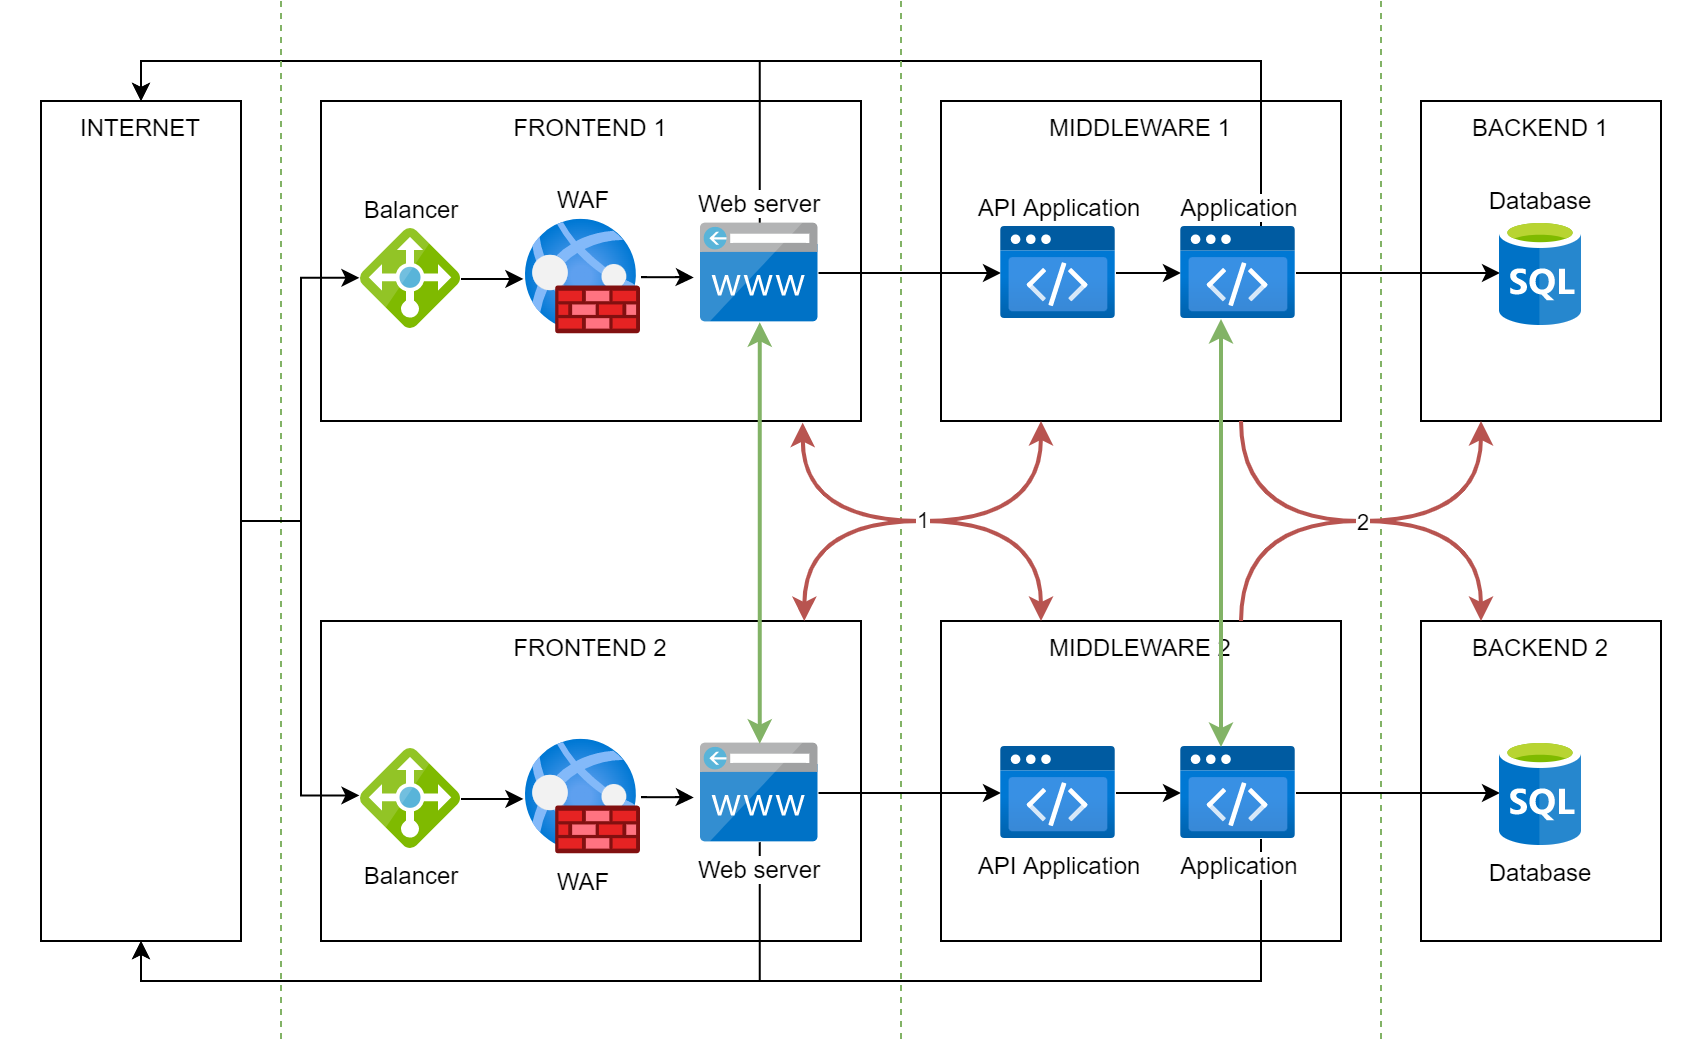 INTERNET
FRONTEND 1
MIDDLEWARE 1
BACKEND 1
Balancer
WAF
Web server
API Application
Application
Database
WWW
SQL
1
2
FRONTEND 2
MIDDLEWARE 2
BACKEND 2
WWW
SQL
Balancer
WAF
Web server
API Application
Application
Database